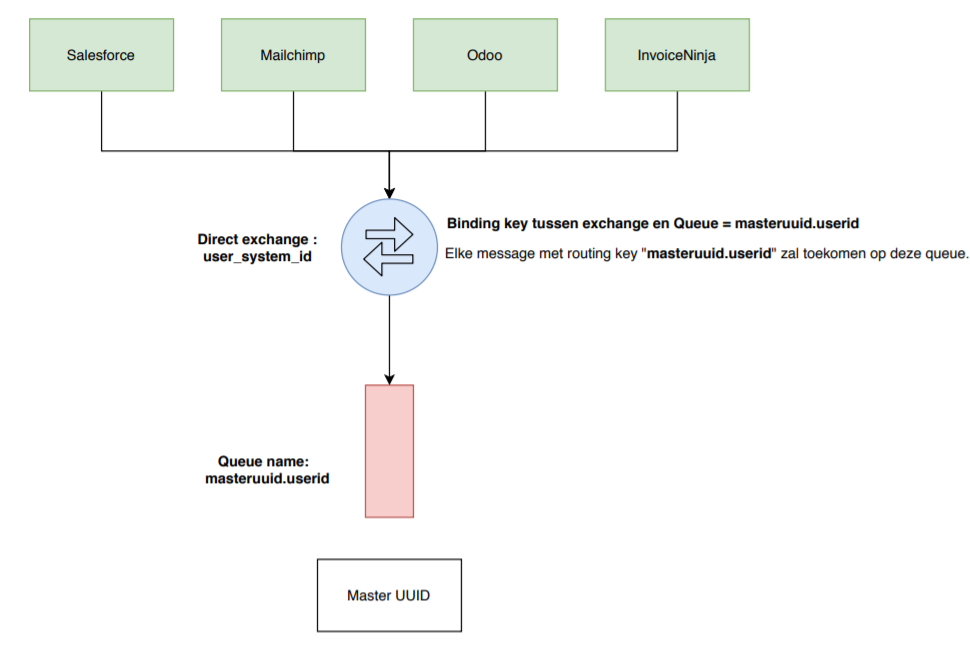 Salesforce
Mailchimp
Odoo
InvoiceNinja
Direct exchange :
user_system_id
Binding key tussen exchange en Queue = masteruuid.userid
Elke message met routing key "masteruuid.userid" zal toekomen op deze queue.
Queue name:
masteruuid.userid
Master UUID